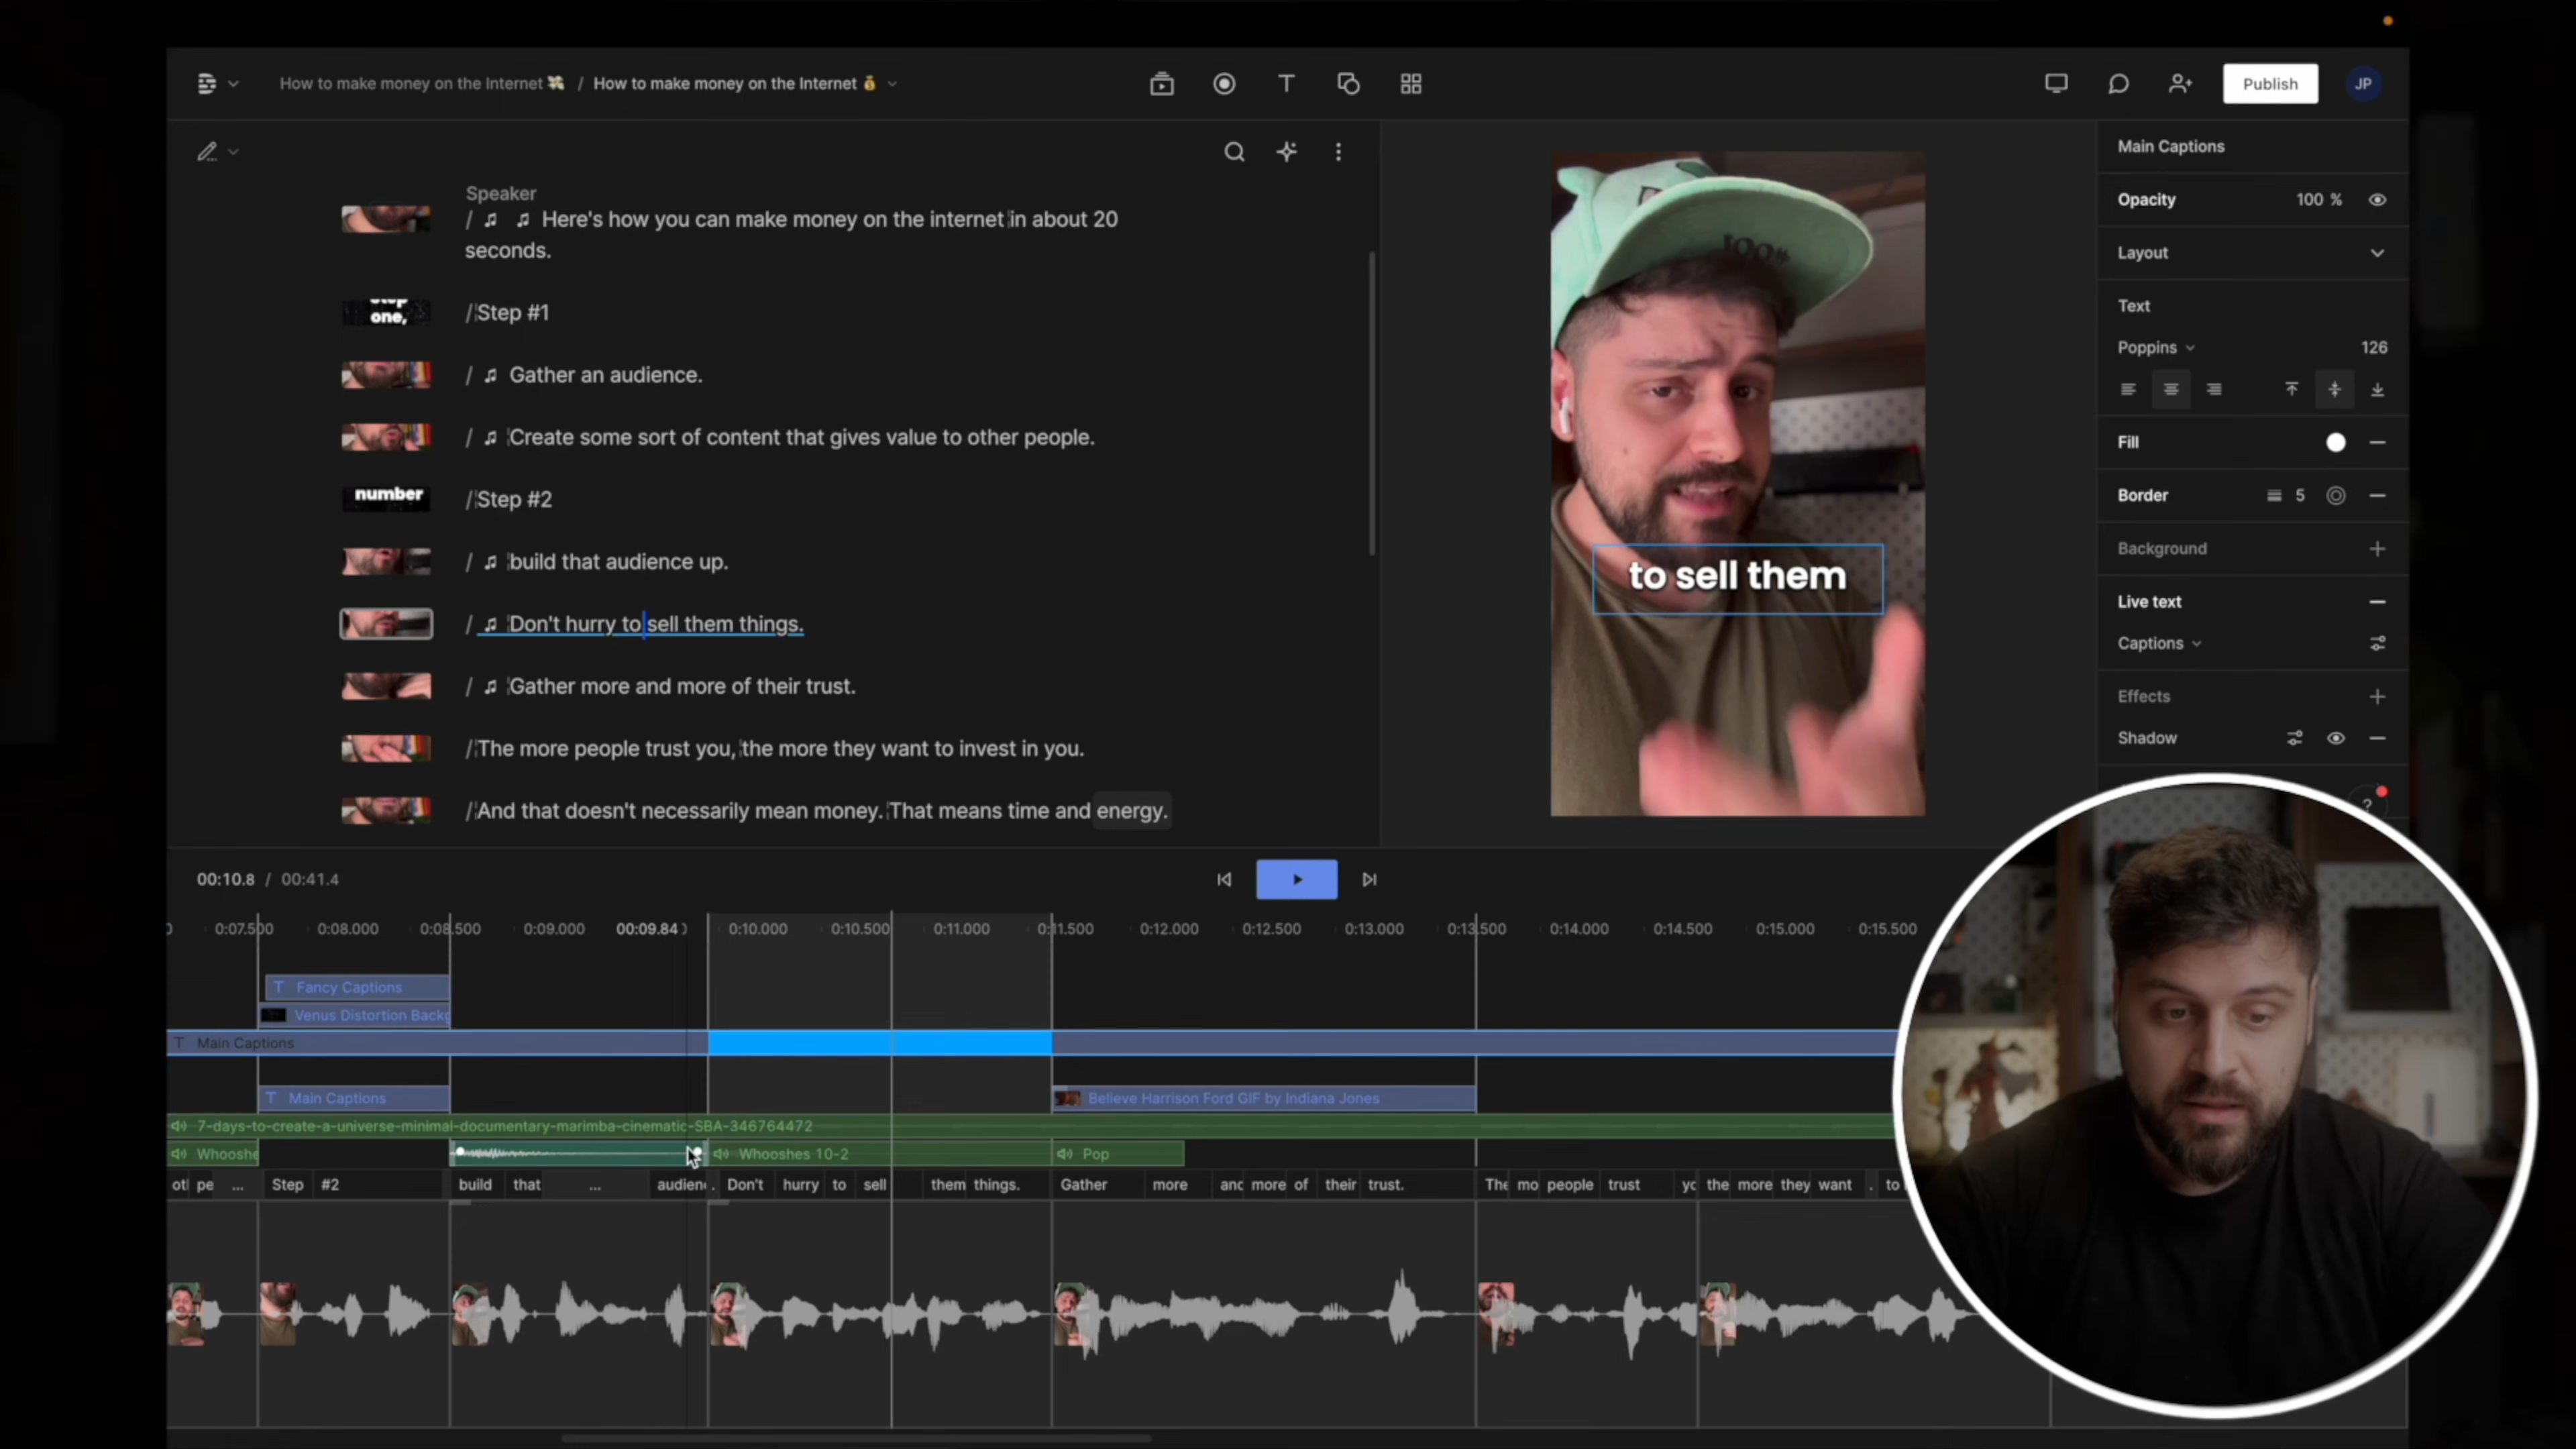 How to make money on the Internet 💸 / How to make money on the Internet 💰
Publish
JP
Speaker
/ ♫ ♫ Here's how you can make money on the internet in about 20
seconds.
one,
/ Step #1
/ ♫ Gather an audience.
/ ♫ Create some sort of content that gives value to other people.
number
/ Step #2
/ ♫ build that audience up.
/ ♫ Don't hurry to sell them things.
/ ♫ Gather more and more of their trust.
/ The more people trust you, the more they want to invest in you.
/ And that doesn't necessarily mean money. That means time and energy.
to sell them
Main Captions
Opacity 100 %
Layout
Text
Poppins 126
Fill
Border 5
Background
Live text
Captions
Effects
Shadow
?
00:10.8 / 00:41.4
0:07.500 0:08.000 0:08.500 0:09.000 00:09.84 0:10.000 0:10.500 0:11.000 0:11.500 0:12.000 0:12.500 0:13.000 0:13.500 0:14.000 0:14.500 0:15.000 0:15.500
T Fancy Captions
Venus Distortion Backg
T Main Captions
T Main Captions
Believe Harrison Ford GIF by Indiana Jones
7-days-to-create-a-universe-minimal-documentary-marimba-cinematic-SBA-346764472
Whooshe
Whooshes 10-2
Pop
pe ... Step #2 build that ... audien . Don't hurry to sell them things. Gather more and more of their trust. The mo people trust yo the more they want . to